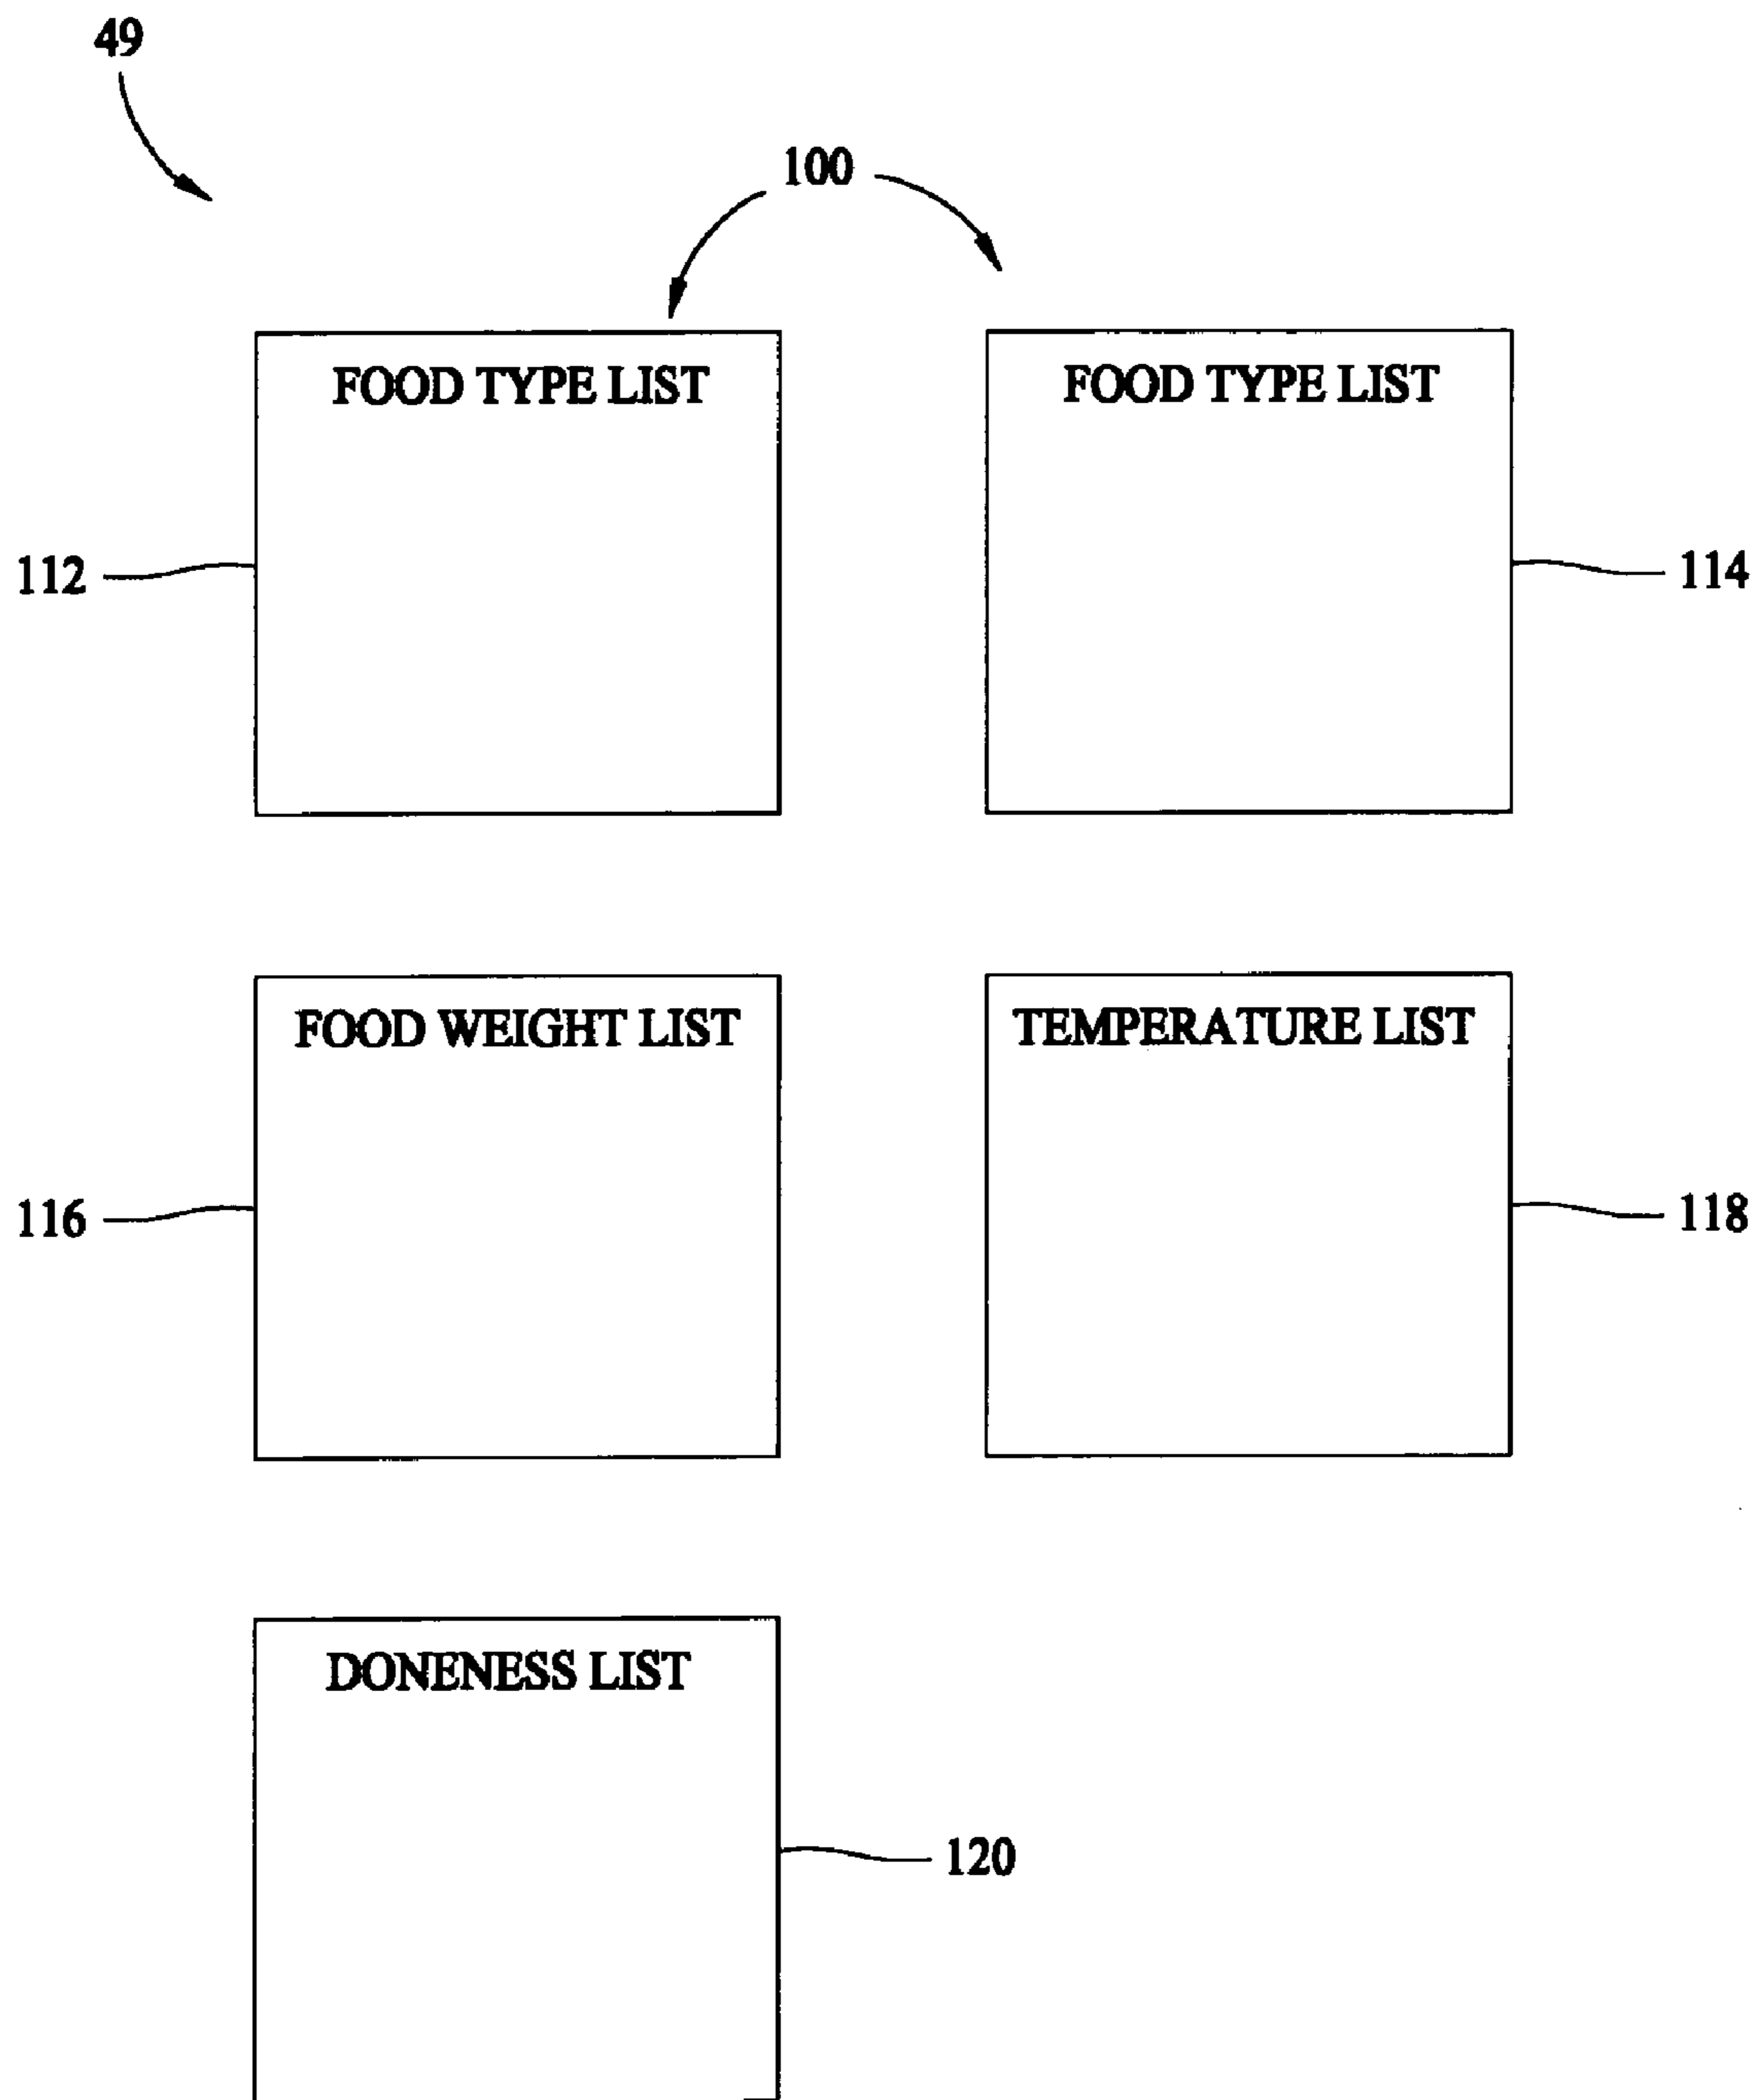 49
100
FOOD TYPE LIST
FOOD TYPE LIST
112
114
FOOD WEIGHT LIST
TEMPERATURE LIST
116
118
DONENESS LIST
120